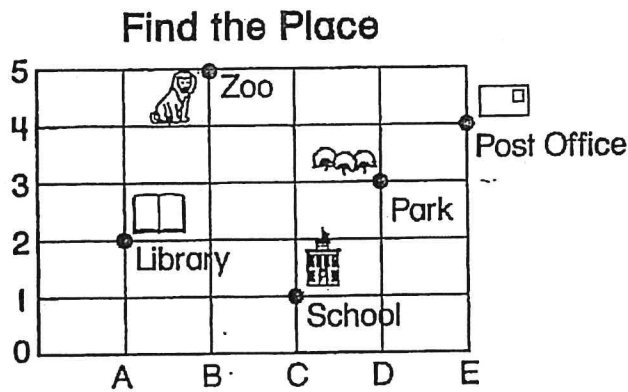 Find the Place
5
Zoo
4
Post Office
3
Park
2
Library
1
School
0
A B C D E